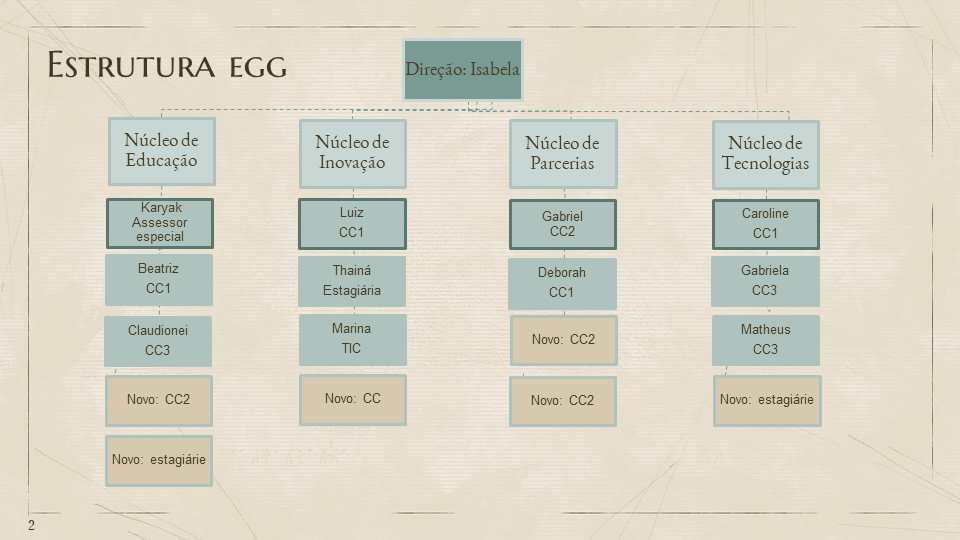 Estrutura egg
Direção: Isabela
Núcleo de
Educação
Karyak
Assessor
especial
Beatriz
CC1
Claudionei
CC3
Novo: CC2
Novo: estagiárie
Núcleo de
Inovação
Luiz
CC1
Thainá
Estagiária
Marina
TIC
Novo: CC
Núcleo de
Parcerias
Gabriel
CC2
Deborah
CC1
Novo: CC2
Novo: CC2
Núcleo de
Tecnologias
Caroline
CC1
Gabriela
CC3
Matheus
CC3
Novo: estagiárie
2